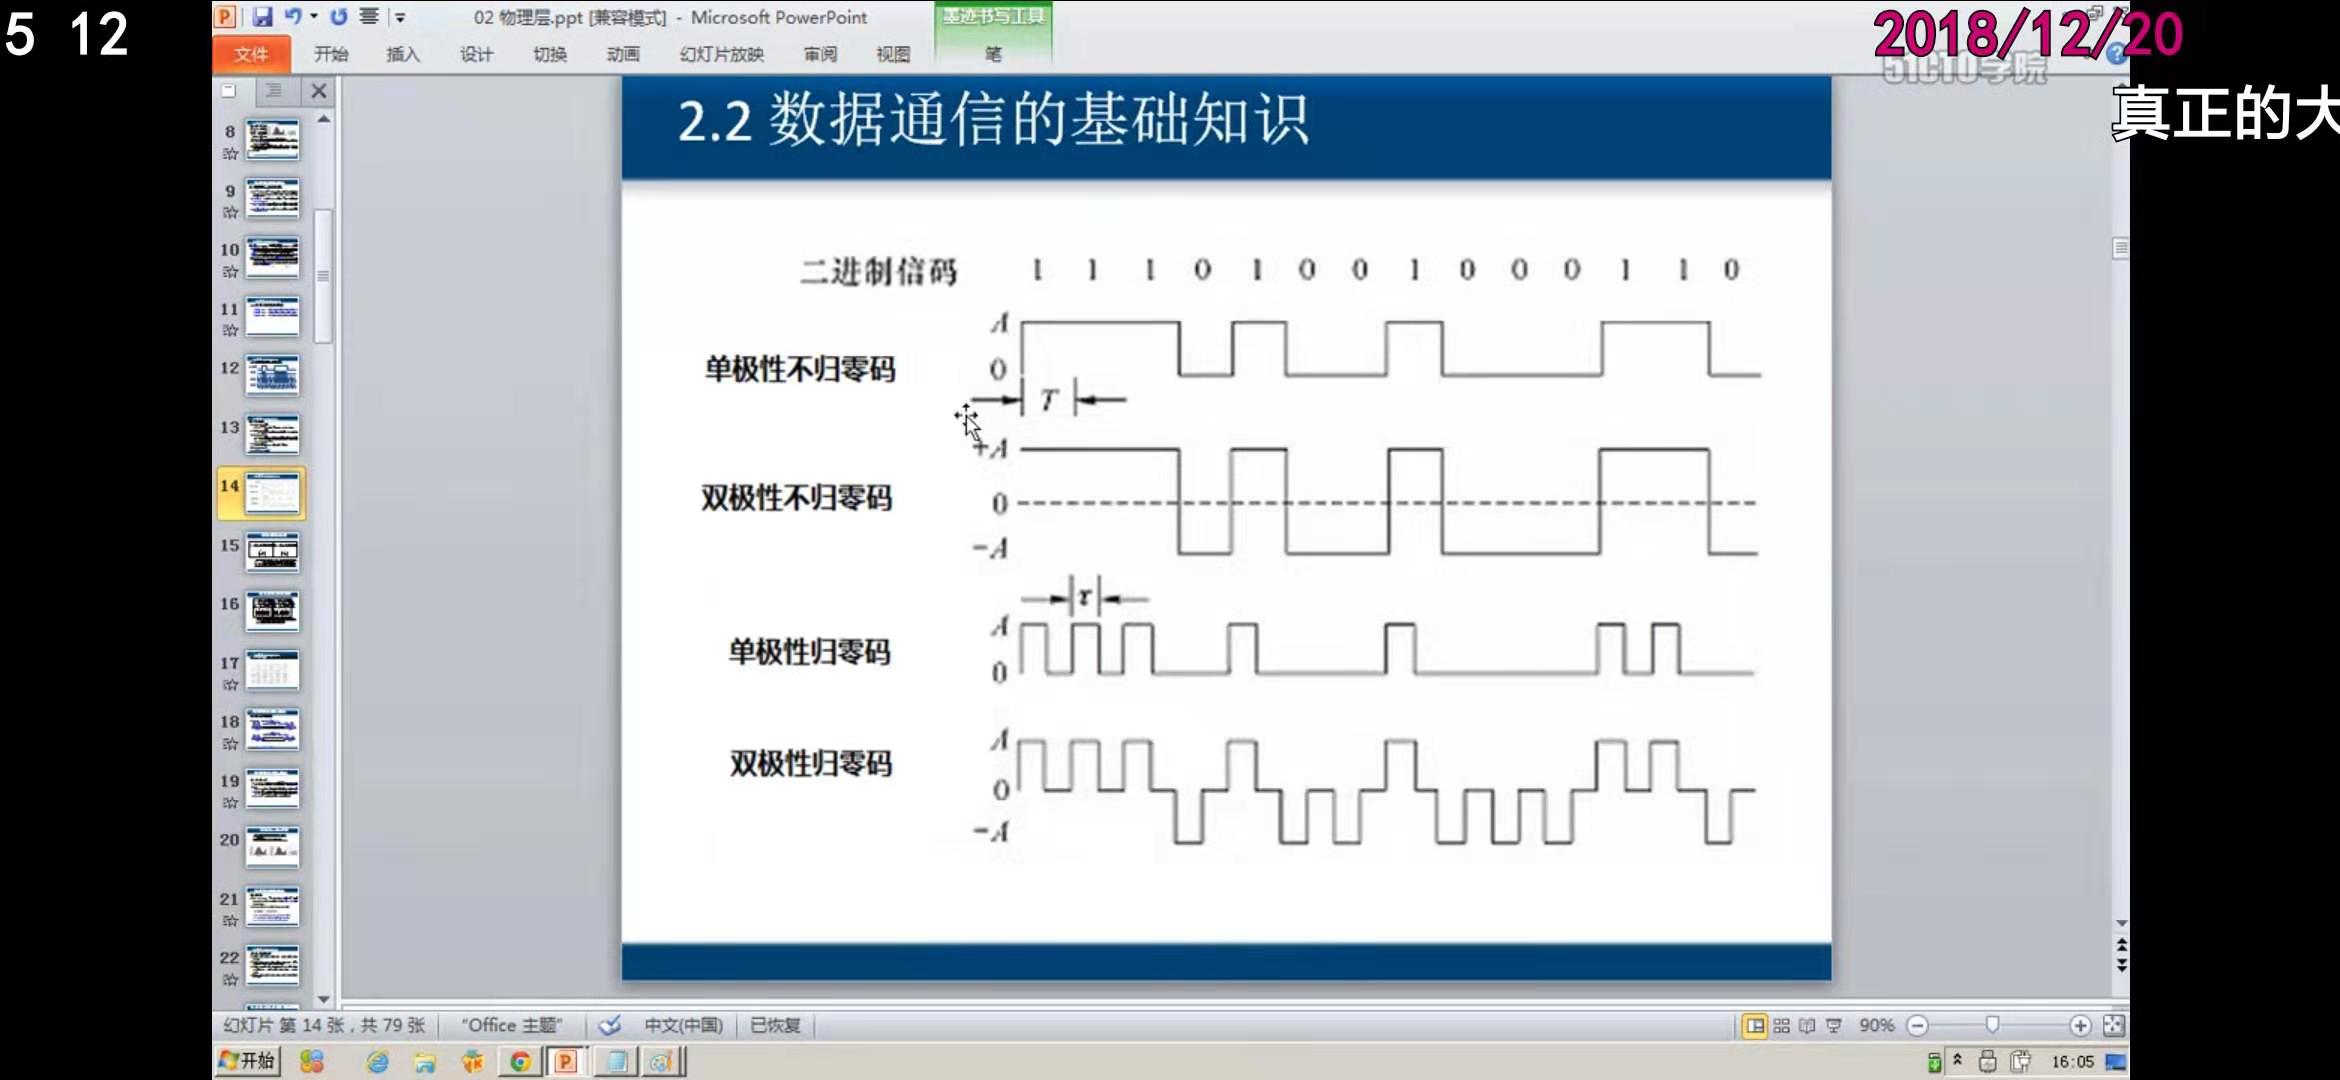 5 12
02 物理层.ppt [兼容模式] - Microsoft PowerPoint
墨迹书写工具
2018/12/20
文件 开始 插入 设计 切换 动画 幻灯片放映 审阅 视图 笔
51CTO学院
真正的大
2.2 数据通信的基础知识
二进制信码 1 1 1 0 1 0 0 1 0 0 0 1 1 0
A
单极性不归零码 0
T
+A
双极性不归零码 0
-A
τ
A
单极性归零码 0
A
双极性归零码 0
-A
8
9
10
11
12
13
14
15
16
17
18
19
20
21
22
幻灯片 第 14 张，共 79 张 "Office 主题" 中文(中国) 已恢复 90%
开始 16:05